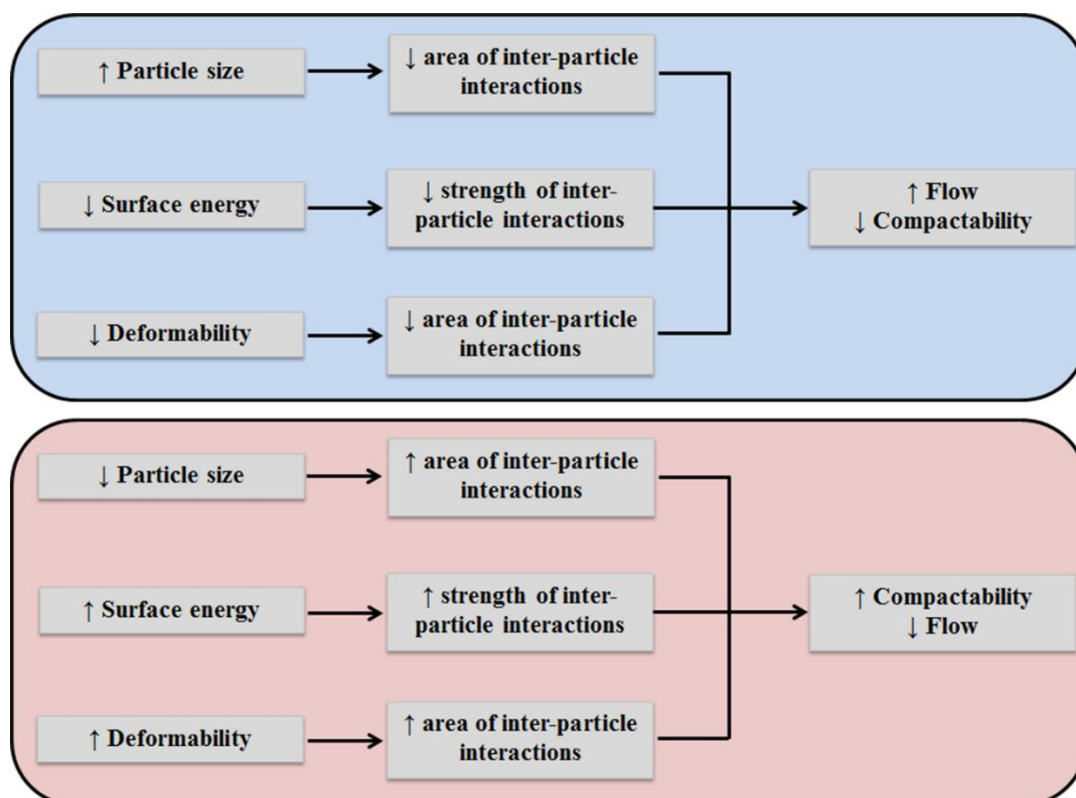 ↑ Particle size
↓ area of inter-particle
interactions
↓ Surface energy
↓ strength of inter-
particle interactions
↑ Flow
↓ Compactability
↓ Deformability
↓ area of inter-particle
interactions
↓ Particle size
↑ area of inter-particle
interactions
↑ Surface energy
↑ strength of inter-
particle interactions
↑ Compactability
↓ Flow
↑ Deformability
↑ area of inter-particle
interactions